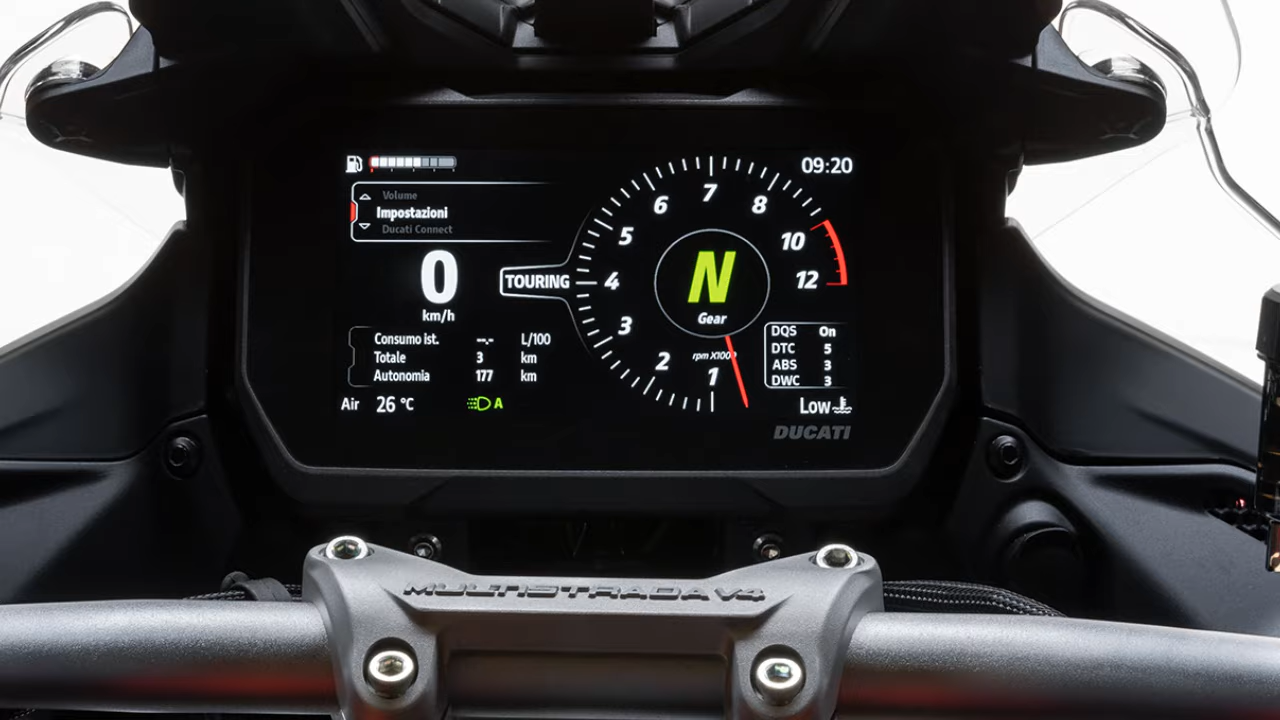 09:20
Volume
Impostazioni
Ducati Connect
0
km/h
TOURING
1
2
3
4
5
6
7
8
10
12
N
Gear
rpm X1000
Consumo ist. --.- L/100
Totale 3 km
Autonomia 177 km
DQS On
DTC 5
ABS 3
DWC 3
Air 26 °C
A
Low
DUCATI
MULTISTRADA V4